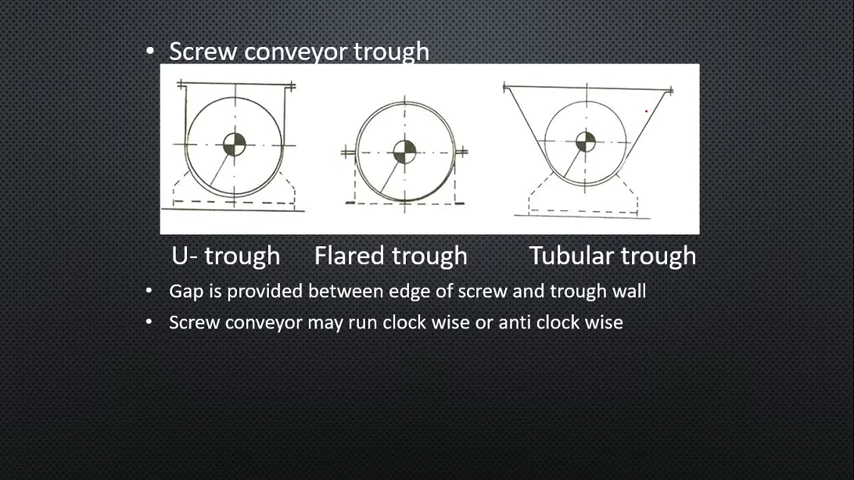 • Screw conveyor trough
U- trough Flared trough Tubular trough
• Gap is provided between edge of screw and trough wall
• Screw conveyor may run clock wise or anti clock wise